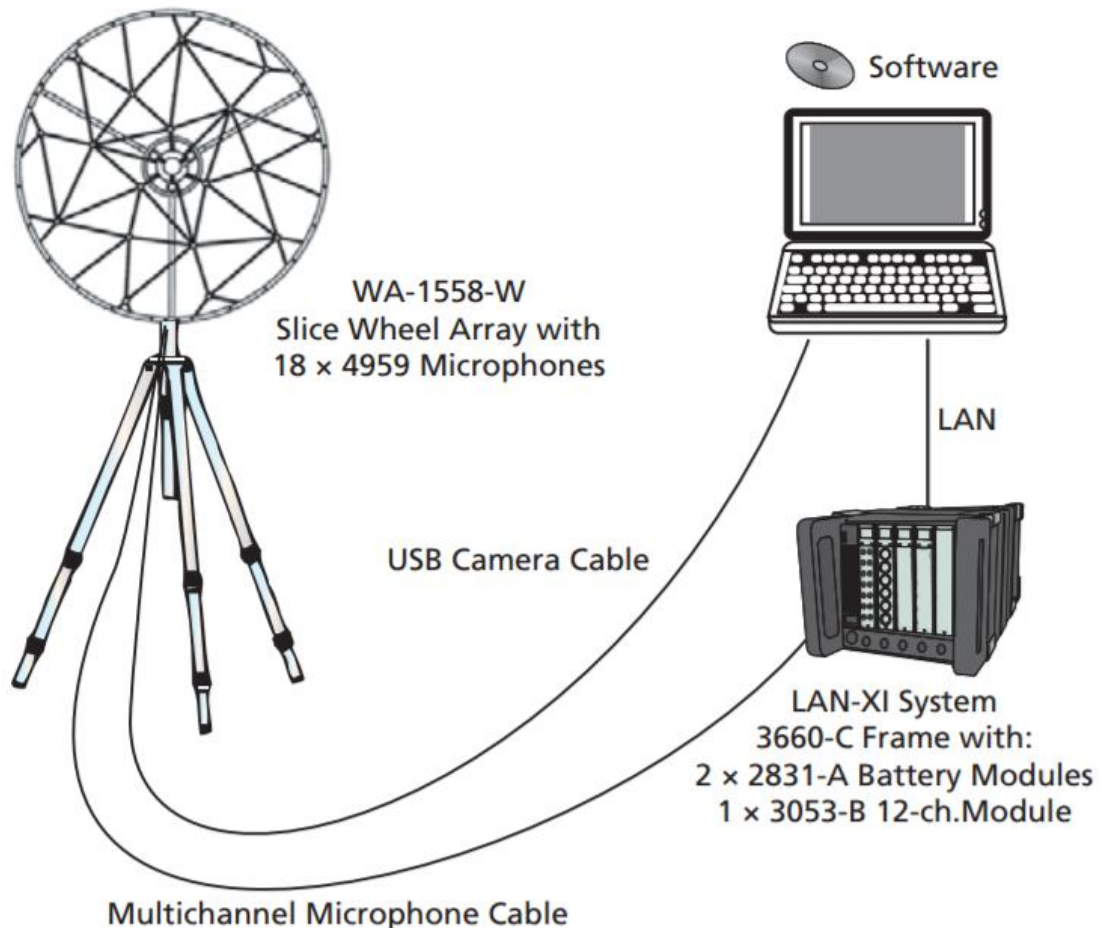 Software
WA-1558-W
Slice Wheel Array with
18 × 4959 Microphones
LAN
USB Camera Cable
LAN-XI System
3660-C Frame with:
2 × 2831-A Battery Modules
1 × 3053-B 12-ch.Module
Multichannel Microphone Cable